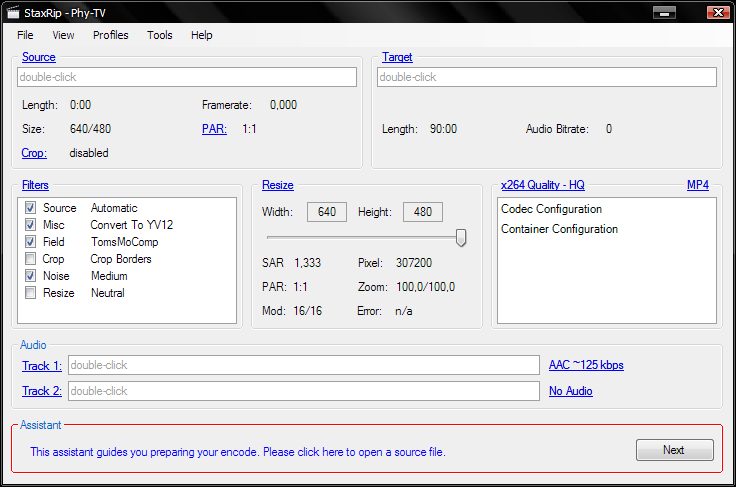 StaxRip - Phy-TV
File View Profiles Tools Help
Source
double-click
Length: 0:00 Framerate: 0,000
Size: 640/480 PAR: 1:1
Crop: disabled
Target
double-click
Length: 90:00 Audio Bitrate: 0
Filters
Source Automatic
Misc Convert To YV12
Field TomsMoComp
Crop Crop Borders
Noise Medium
Resize Neutral
Resize
Width: 640 Height: 480
SAR 1,333 Pixel: 307200
PAR: 1:1 Zoom: 100,0/100,0
Mod: 16/16 Error: n/a
x264 Quality - HQ MP4
Codec Configuration
Container Configuration
Audio
Track 1: double-click AAC ~125 kbps
Track 2: double-click No Audio
Assistant
This assistant guides you preparing your encode. Please click here to open a source file. Next